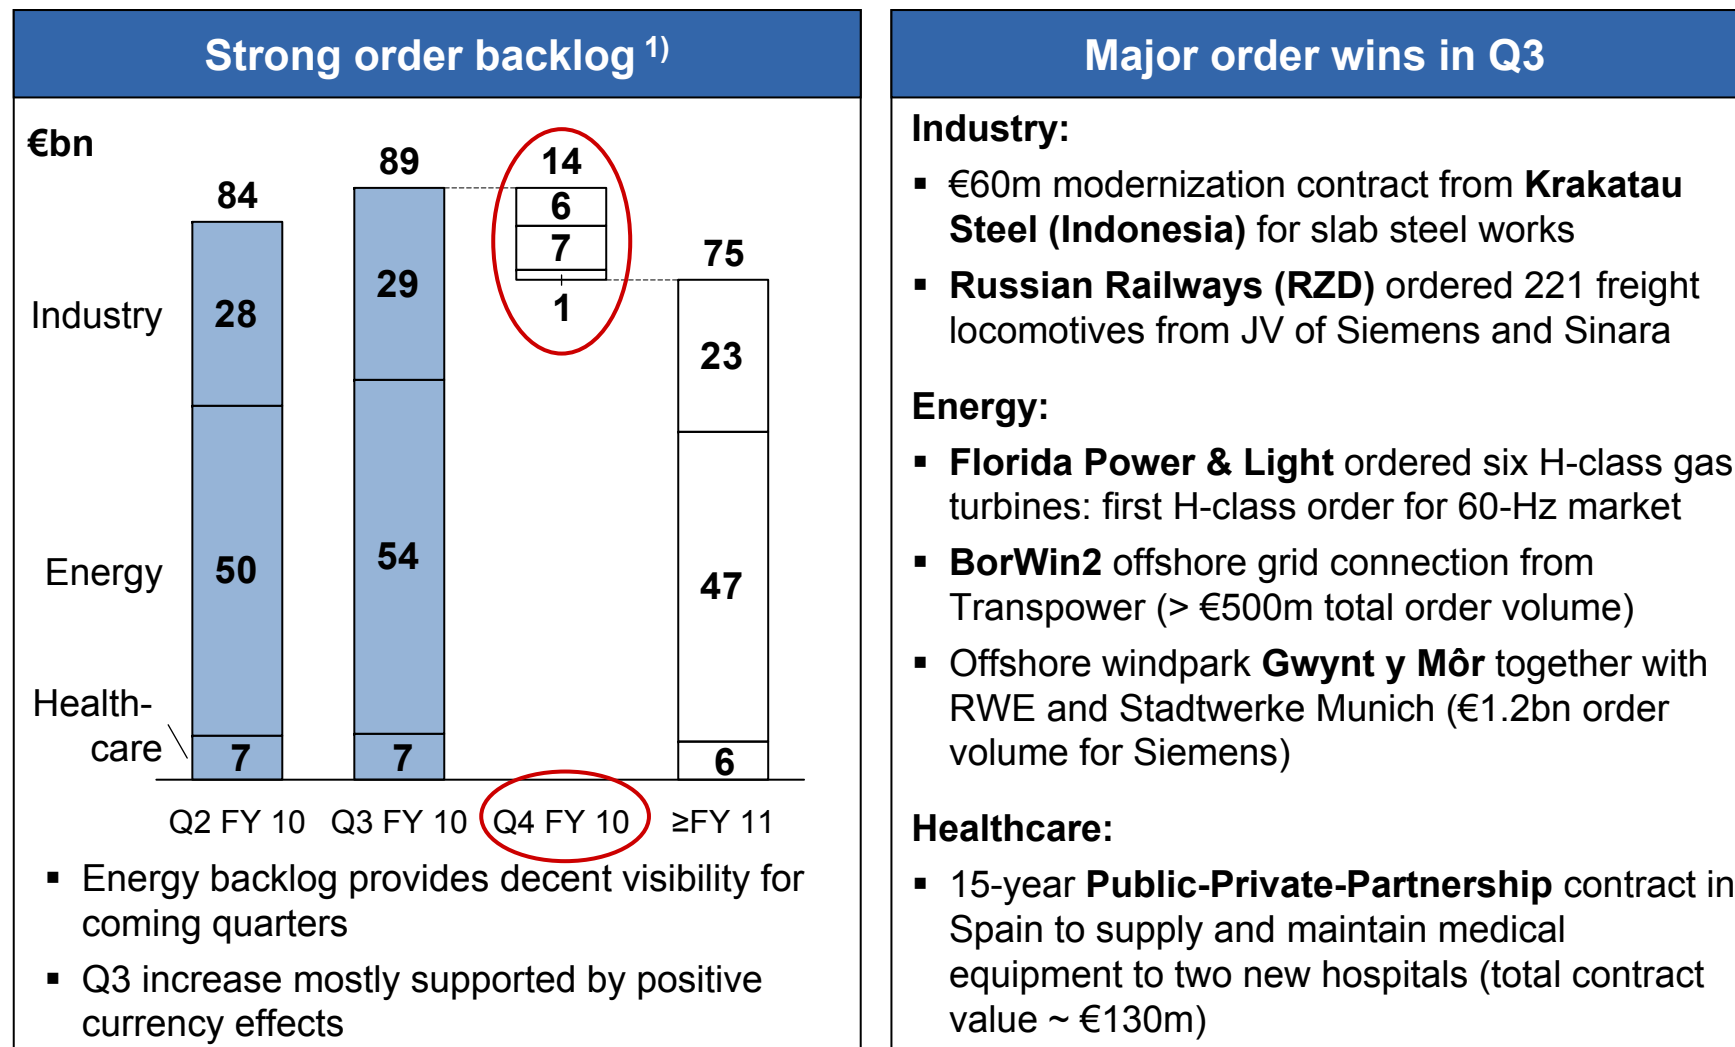 Strong order backlog 1)
€bn
84
89
14
6
7
1
75
Industry
28
29
23
Energy
50
54
47
Health-
care
7
7
6
Q2 FY 10 Q3 FY 10 Q4 FY 10 ≥FY 11
▪ Energy backlog provides decent visibility for
coming quarters
▪ Q3 increase mostly supported by positive
currency effects
Major order wins in Q3
Industry:
▪ €60m modernization contract from Krakatau
Steel (Indonesia) for slab steel works
▪ Russian Railways (RZD) ordered 221 freight
locomotives from JV of Siemens and Sinara
Energy:
▪ Florida Power & Light ordered six H-class gas
turbines: first H-class order for 60-Hz market
▪ BorWin2 offshore grid connection from
Transpower (> €500m total order volume)
▪ Offshore windpark Gwynt y Môr together with
RWE and Stadtwerke Munich (€1.2bn order
volume for Siemens)
Healthcare:
▪ 15-year Public-Private-Partnership contract in
Spain to supply and maintain medical
equipment to two new hospitals (total contract
value ~ €130m)